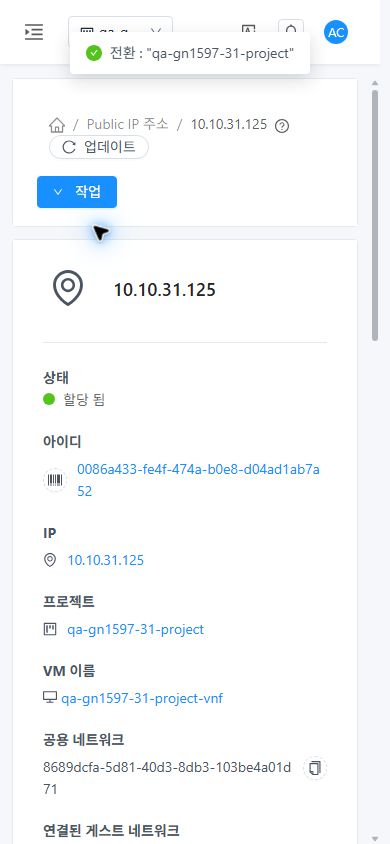 AC
전환 : "qa-gn1597-31-project"
/ Public IP 주소 / 10.10.31.125
업데이트
작업
10.10.31.125
상태
할당 됨
아이디
0086a433-fe4f-474a-b0e8-d04ad1ab7a
52
IP
10.10.31.125
프로젝트
qa-gn1597-31-project
VM 이름
qa-gn1597-31-project-vnf
공용 네트워크
8689dcfa-5d81-40d3-8db3-103be4a01d
71
연결된 게스트 네트워크